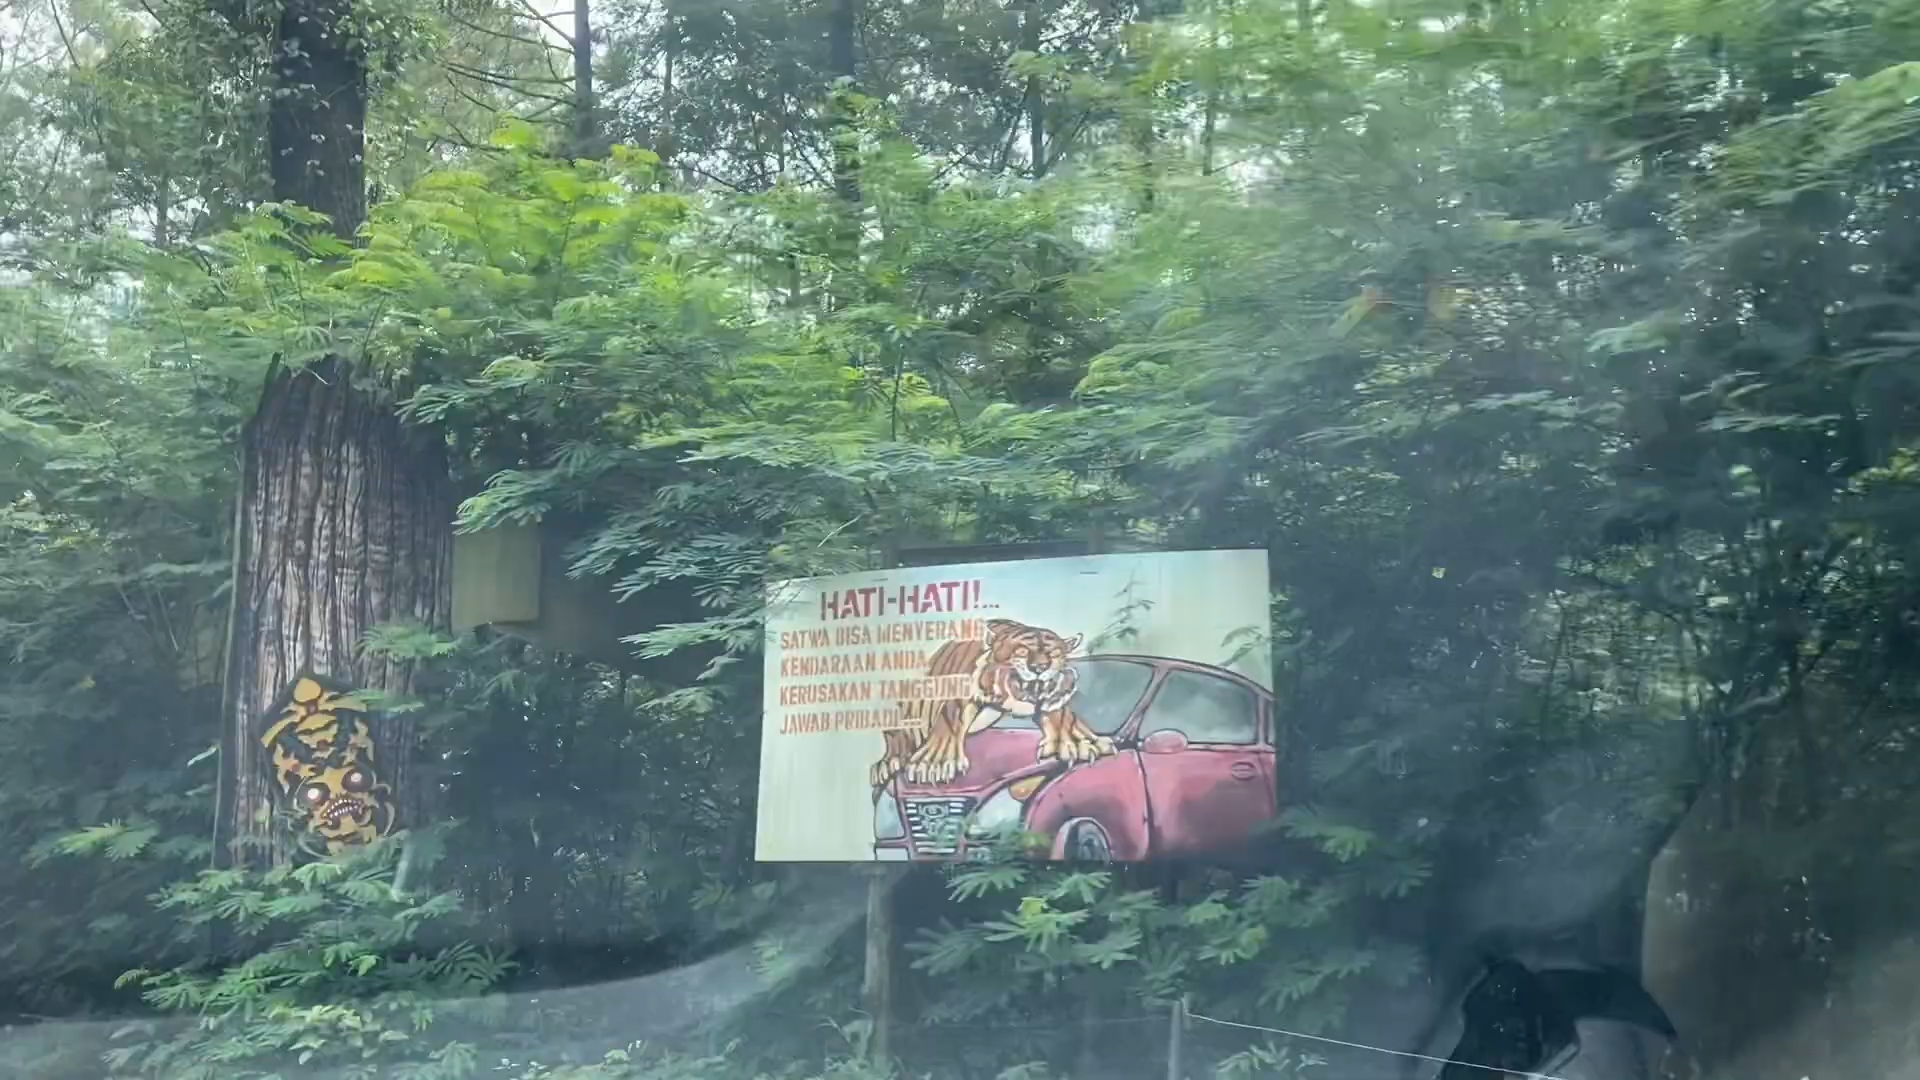 HATI-HATI!...
SATWA BISA MENYERANG
KENDARAAN ANDA
KERUSAKAN TANGGUNG
JAWAB PRIBADI...